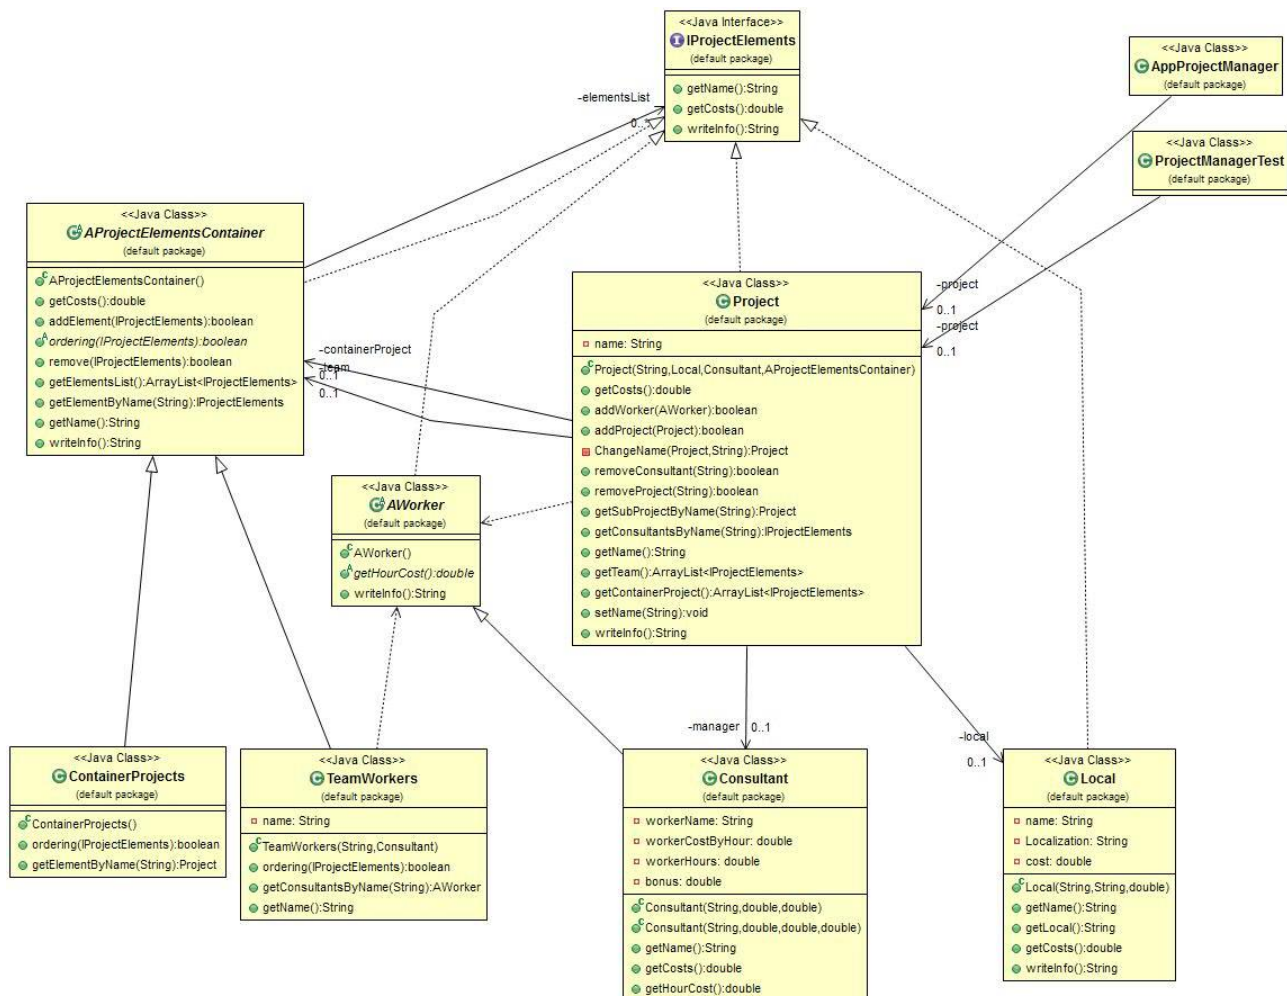 <<Java Interface>>
IProjectElements
(default package)
getName():String
getCosts():double
writeInfo():String
<<Java Class>>
AppProjectManager
(default package)
<<Java Class>>
ProjectManagerTest
(default package)
-elementsList
0..*
<<Java Class>>
AProjectElementsContainer
(default package)
AProjectElementsContainer()
getCosts():double
addElement(IProjectElements):boolean
ordering(IProjectElements):boolean
remove(IProjectElements):boolean
getElementsList():ArrayList<IProjectElements>
getElementByName(String):IProjectElements
getName():String
writeInfo():String
-containerProject
0..1
-team
0..1
-project
0..1
-project
0..1
<<Java Class>>
Project
(default package)
name: String
Project(String,Local,Consultant,AProjectElementsContainer)
getCosts():double
addWorker(AWorker):boolean
addProject(Project):boolean
ChangeName(Project,String):Project
removeConsultant(String):boolean
removeProject(String):boolean
getSubProjectByName(String):Project
getConsultantsByName(String):IProjectElements
getName():String
getTeam():ArrayList<IProjectElements>
getContainerProject():ArrayList<IProjectElements>
setName(String):void
writeInfo():String
<<Java Class>>
AWorker
(default package)
AWorker()
getHourCost():double
writeInfo():String
-manager
0..1
-local
0..1
<<Java Class>>
ContainerProjects
(default package)
ContainerProjects()
ordering(IProjectElements):boolean
getElementByName(String):Project
<<Java Class>>
TeamWorkers
(default package)
name: String
TeamWorkers(String,Consultant)
ordering(IProjectElements):boolean
getConsultantsByName(String):AWorker
getName():String
<<Java Class>>
Consultant
(default package)
workerName: String
workerCostByHour: double
workerHours: double
bonus: double
Consultant(String,double,double)
Consultant(String,double,double,double)
getName():String
getCosts():double
getHourCost():double
<<Java Class>>
Local
(default package)
name: String
Localization: String
cost: double
Local(String,String,double)
getName():String
getLocal():String
getCosts():double
writeInfo():String